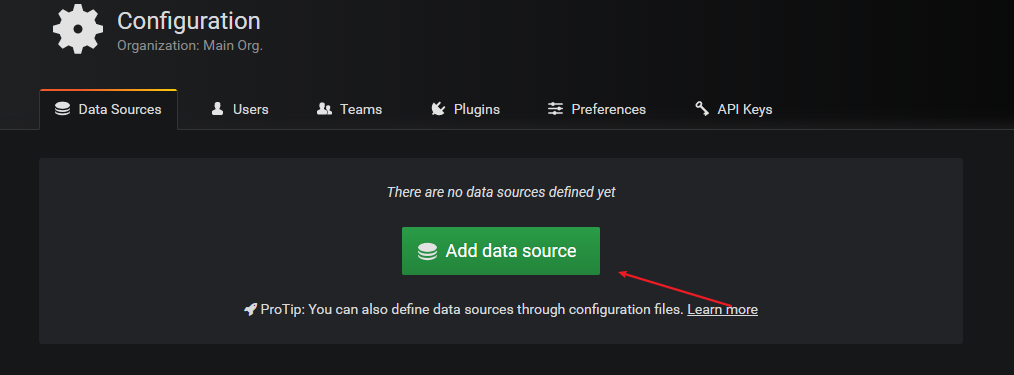 Configuration
Organization: Main Org.
Data Sources Users Teams Plugins Preferences API Keys
There are no data sources defined yet
Add data source
ProTip: You can also define data sources through configuration files. Learn more